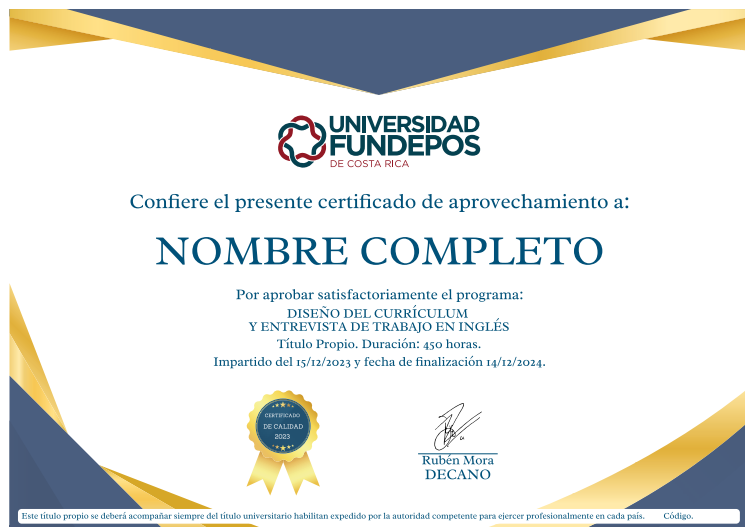 UNIVERSIDAD
FUNDEPOS
DE COSTA RICA
Confiere el presente certificado de aprovechamiento a:
NOMBRE COMPLETO
Por aprobar satisfactoriamente el programa:
DISEÑO DEL CURRÍCULUM
Y ENTREVISTA DE TRABAJO EN INGLÉS
Título Propio. Duración: 450 horas.
Impartido del 15/12/2023 y fecha de finalización 14/12/2024.
CERTIFICADO
DE CALIDAD
2023
Rubén Mora
DECANO
Este título propio se deberá acompañar siempre del título universitario habilitan expedido por la autoridad competente para ejercer profesionalmente en cada país. Código.